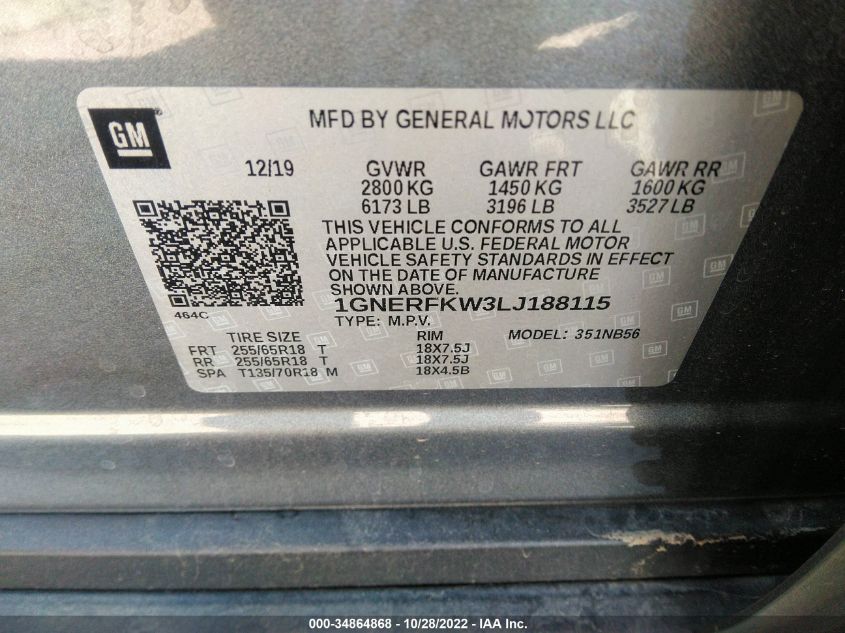 GM
MFD BY GENERAL MOTORS LLC
12/19 GVWR GAWR FRT GAWR RR
2800 KG 1450 KG 1600 KG
6173 LB 3196 LB 3527 LB
THIS VEHICLE CONFORMS TO ALL
APPLICABLE U.S. FEDERAL MOTOR
VEHICLE SAFETY STANDARDS IN EFFECT
ON THE DATE OF MANUFACTURE
SHOWN ABOVE.
464C
1GNERFKW3LJ188115
TYPE: M.P.V. MODEL: 351NB56
TIRE SIZE RIM
FRT 255/65R18 T 18X7.5J
RR 255/65R18 T 18X7.5J
SPA T135/70R18 M 18X4.5B
000-34864868 | 10/28/2022 - IAA Inc.